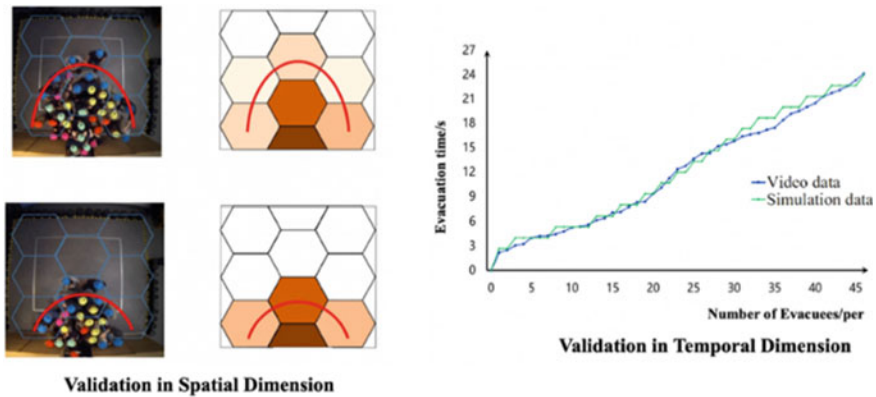 27
24
21
18
15
12
9
6
3
0
Evacuation time/s
Video data
Simulation data
0 5 10 15 20 25 30 35 40 45
Number of Evacuees/per
Validation in Temporal Dimension
Validation in Spatial Dimension